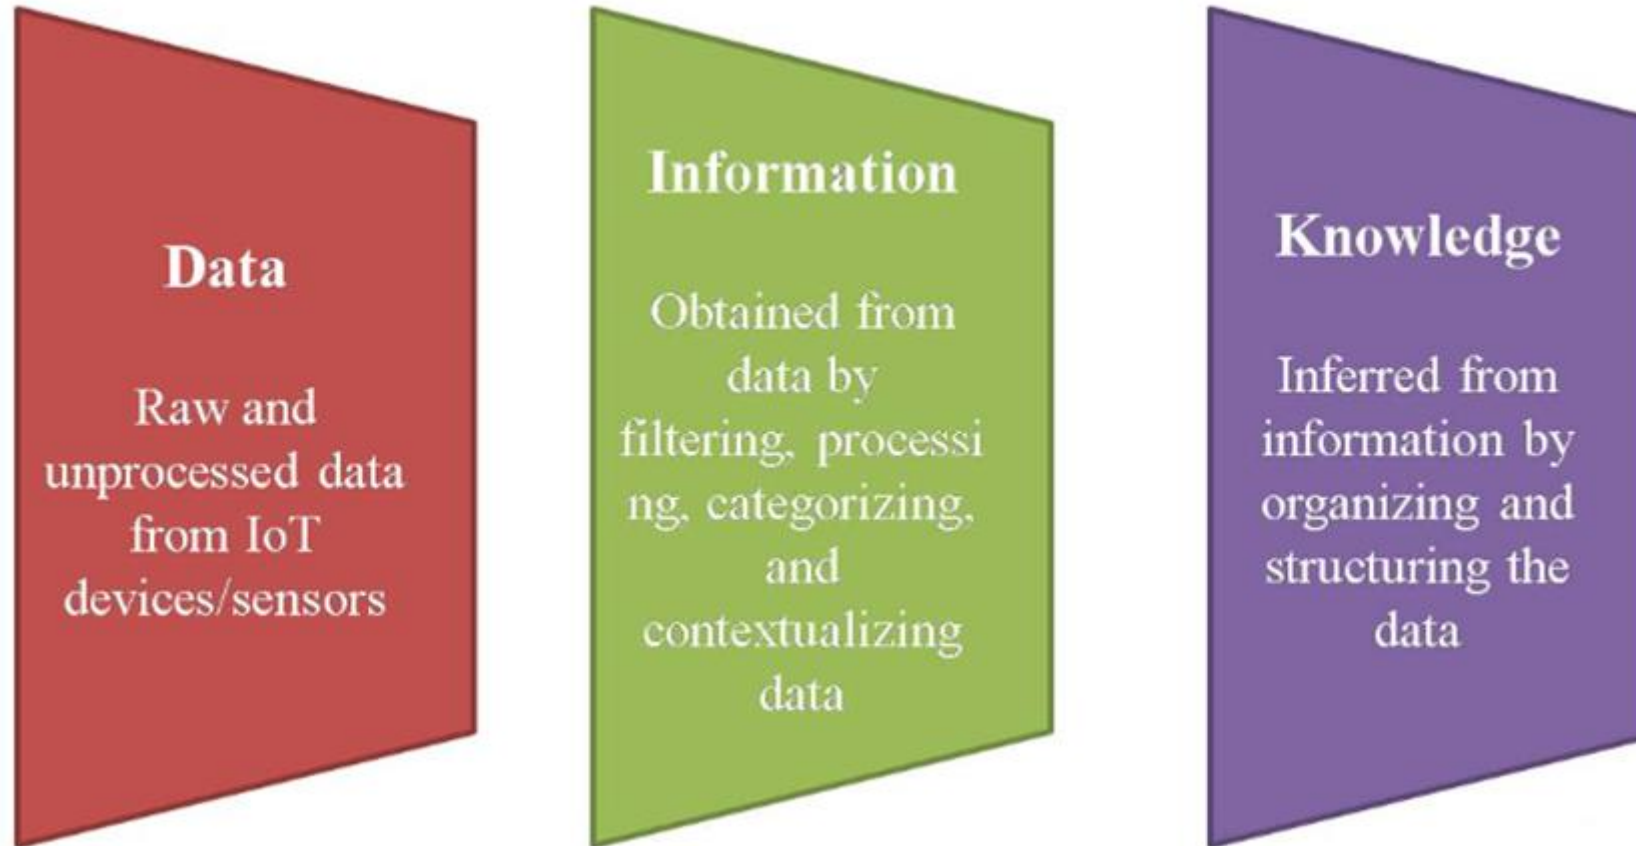 Data
Raw and
unprocessed data
from IoT
devices/sensors
Information
Obtained from
data by
filtering, processi
ng, categorizing,
and
contextualizing
data
Knowledge
Inferred from
information by
organizing and
structuring the
data